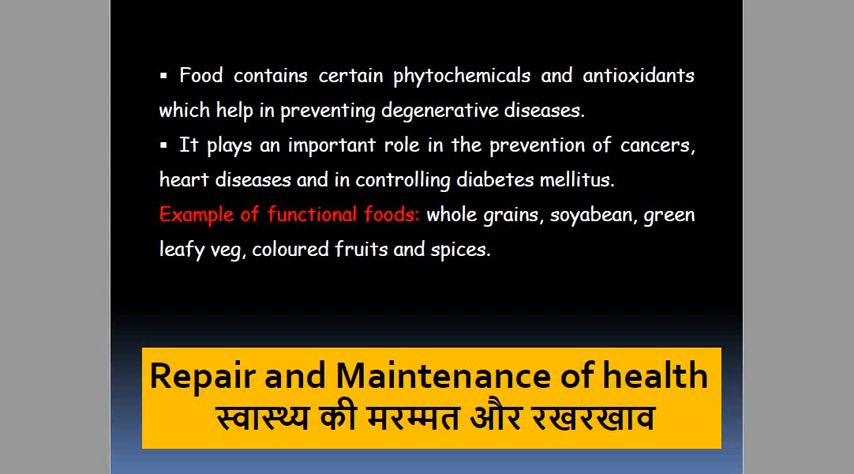 ▪ Food contains certain phytochemicals and antioxidants
which help in preventing degenerative diseases.
▪ It plays an important role in the prevention of cancers,
heart diseases and in controlling diabetes mellitus.
Example of functional foods: whole grains, soyabean, green
leafy veg, coloured fruits and spices.
Repair and Maintenance of health
स्वास्थ्य की मरम्मत और रखरखाव